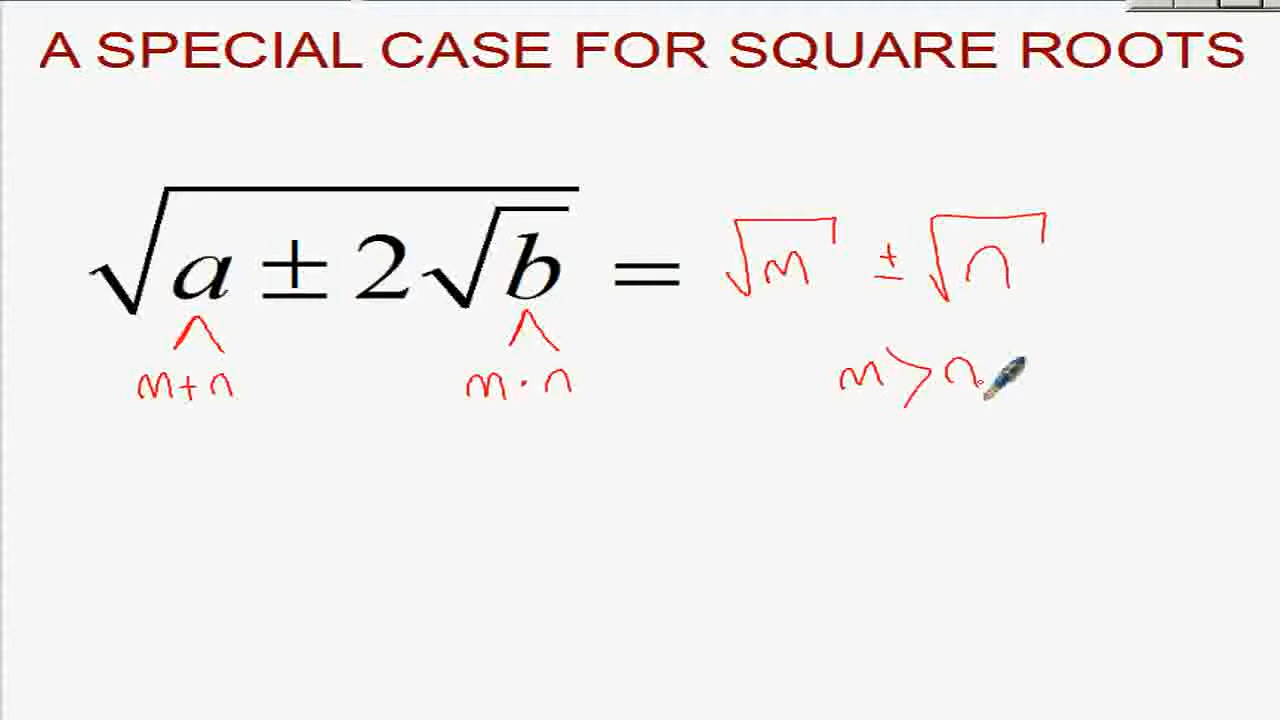 A SPECIAL CASE FOR SQUARE ROOTS
√(a ± 2√b) = √m ± √n
m+n m·n m>n